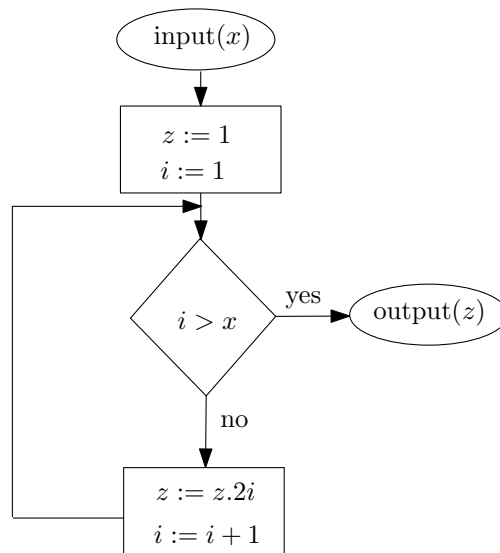 input(x)
z := 1
i := 1
i > x
yes
output(z)
no
z := z.2i
i := i + 1